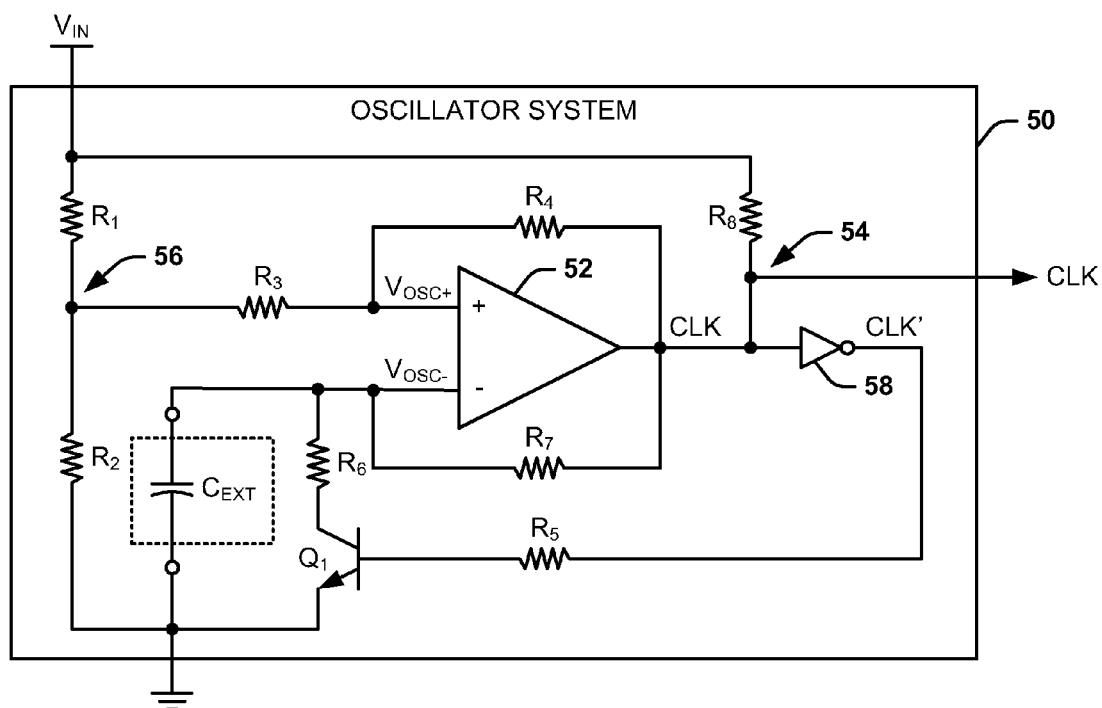 V_IN
OSCILLATOR SYSTEM
50
R_1
R_4
R_8
56
R_3
52
54
V_OSC+
+
CLK
CLK
CLK'
V_OSC-
-
58
R_2
C_EXT
R_6
R_7
Q_1
R_5